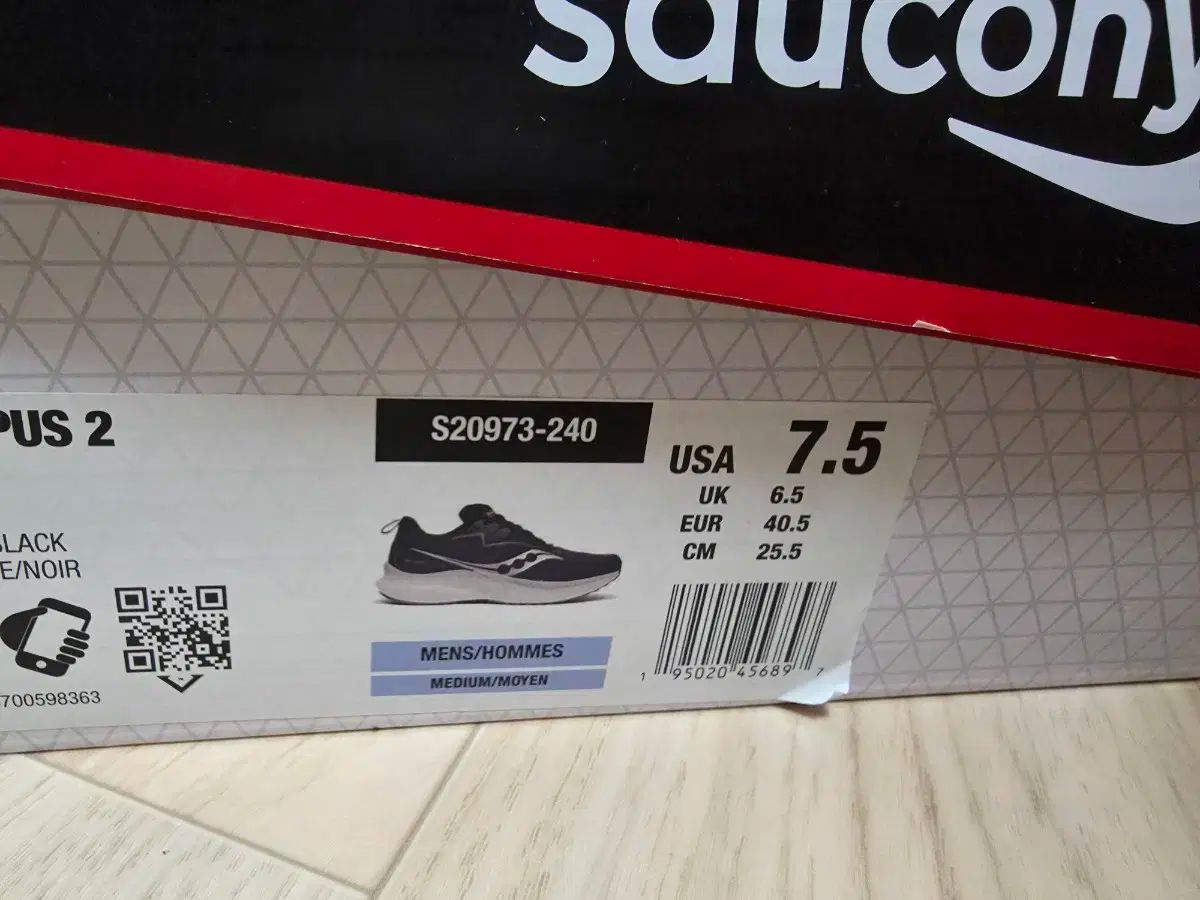 saucony
PUS 2
BLACK
E/NOIR
700598363
S20973-240
MENS/HOMMES
MEDIUM/MOYEN
USA 7.5
UK 6.5
EUR 40.5
CM 25.5
1 95020 45689 7